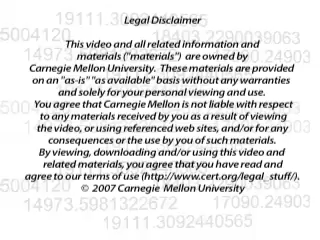 Legal Disclaimer
This video and all related information and
materials ("materials") are owned by
Carnegie Mellon University. These materials are provided
on an "as-is" "as available" basis without any warranties
and solely for your personal viewing and use.
You agree that Carnegie Mellon is not liable with respect
to any materials received by you as a result of viewing
the video, or using referenced web sites, and/or for any
consequences or the use by you of such materials.
By viewing, downloading and/or using this video and
related materials, you agree that you have read and
agree to our terms of use (http://www.cert.org/legal_stuff/).
© 2007 Carnegie Mellon University
14973.5981322672
19111.3092440565